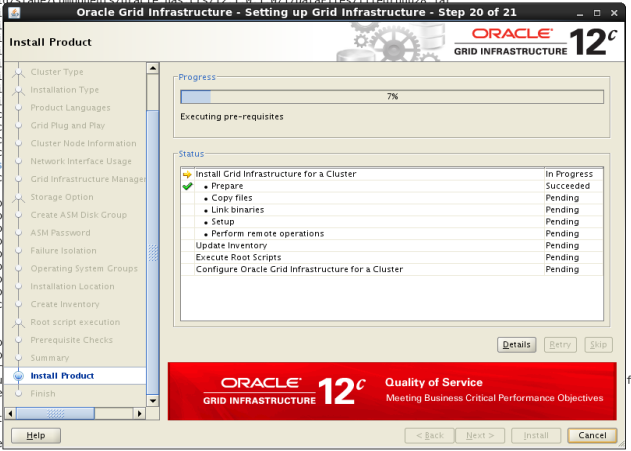 Oracle Grid Infrastructure - Setting up Grid Infrastructure - Step 20 of 21
Install Product
ORACLE
GRID INFRASTRUCTURE
12c
Cluster Type
Installation Type
Product Languages
Grid Plug and Play
Cluster Node Information
Network Interface Usage
Grid Infrastructure Manager
Storage Option
Create ASM Disk Group
ASM Password
Failure Isolation
Operating System Groups
Installation Location
Create Inventory
Root script execution
Prerequisite Checks
Summary
Install Product
Finish
Progress
7%
Executing pre-requisites
Status
Install Grid Infrastructure for a Cluster In Progress
• Prepare Succeeded
• Copy files Pending
• Link binaries Pending
• Setup Pending
• Perform remote operations Pending
Update Inventory Pending
Execute Root Scripts Pending
Configure Oracle Grid Infrastructure for a Cluster Pending
Details Retry Skip
ORACLE
GRID INFRASTRUCTURE
12c
Quality of Service
Meeting Business Critical Performance Objectives
Help < Back Next > Install Cancel